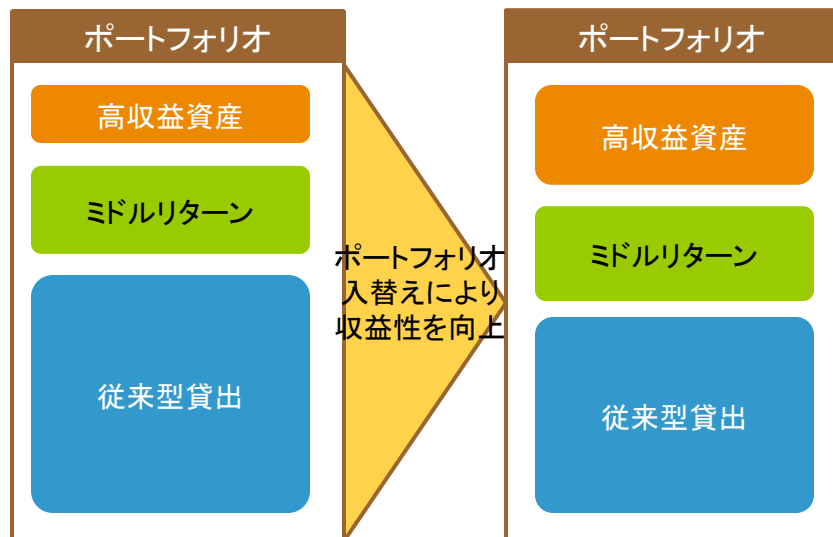 ポートフォリオ
高収益資産
ミドルリターン
従来型貸出
ポートフォリオ
入替えにより
収益性を向上
ポートフォリオ
高収益資産
ミドルリターン
従来型貸出